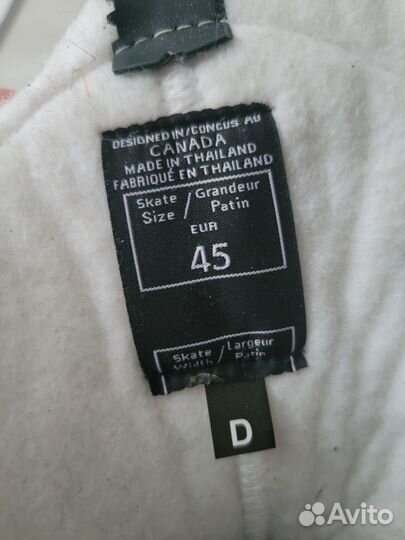 DESIGNED IN/CONCUS AU
CANADA
MADE IN THAILAND
FABRIQUÉ EN THAILAND
Skate / Grandeur
Size / Patin
EUR
45
Skate / Largeur
Width / Patin
D
Avito